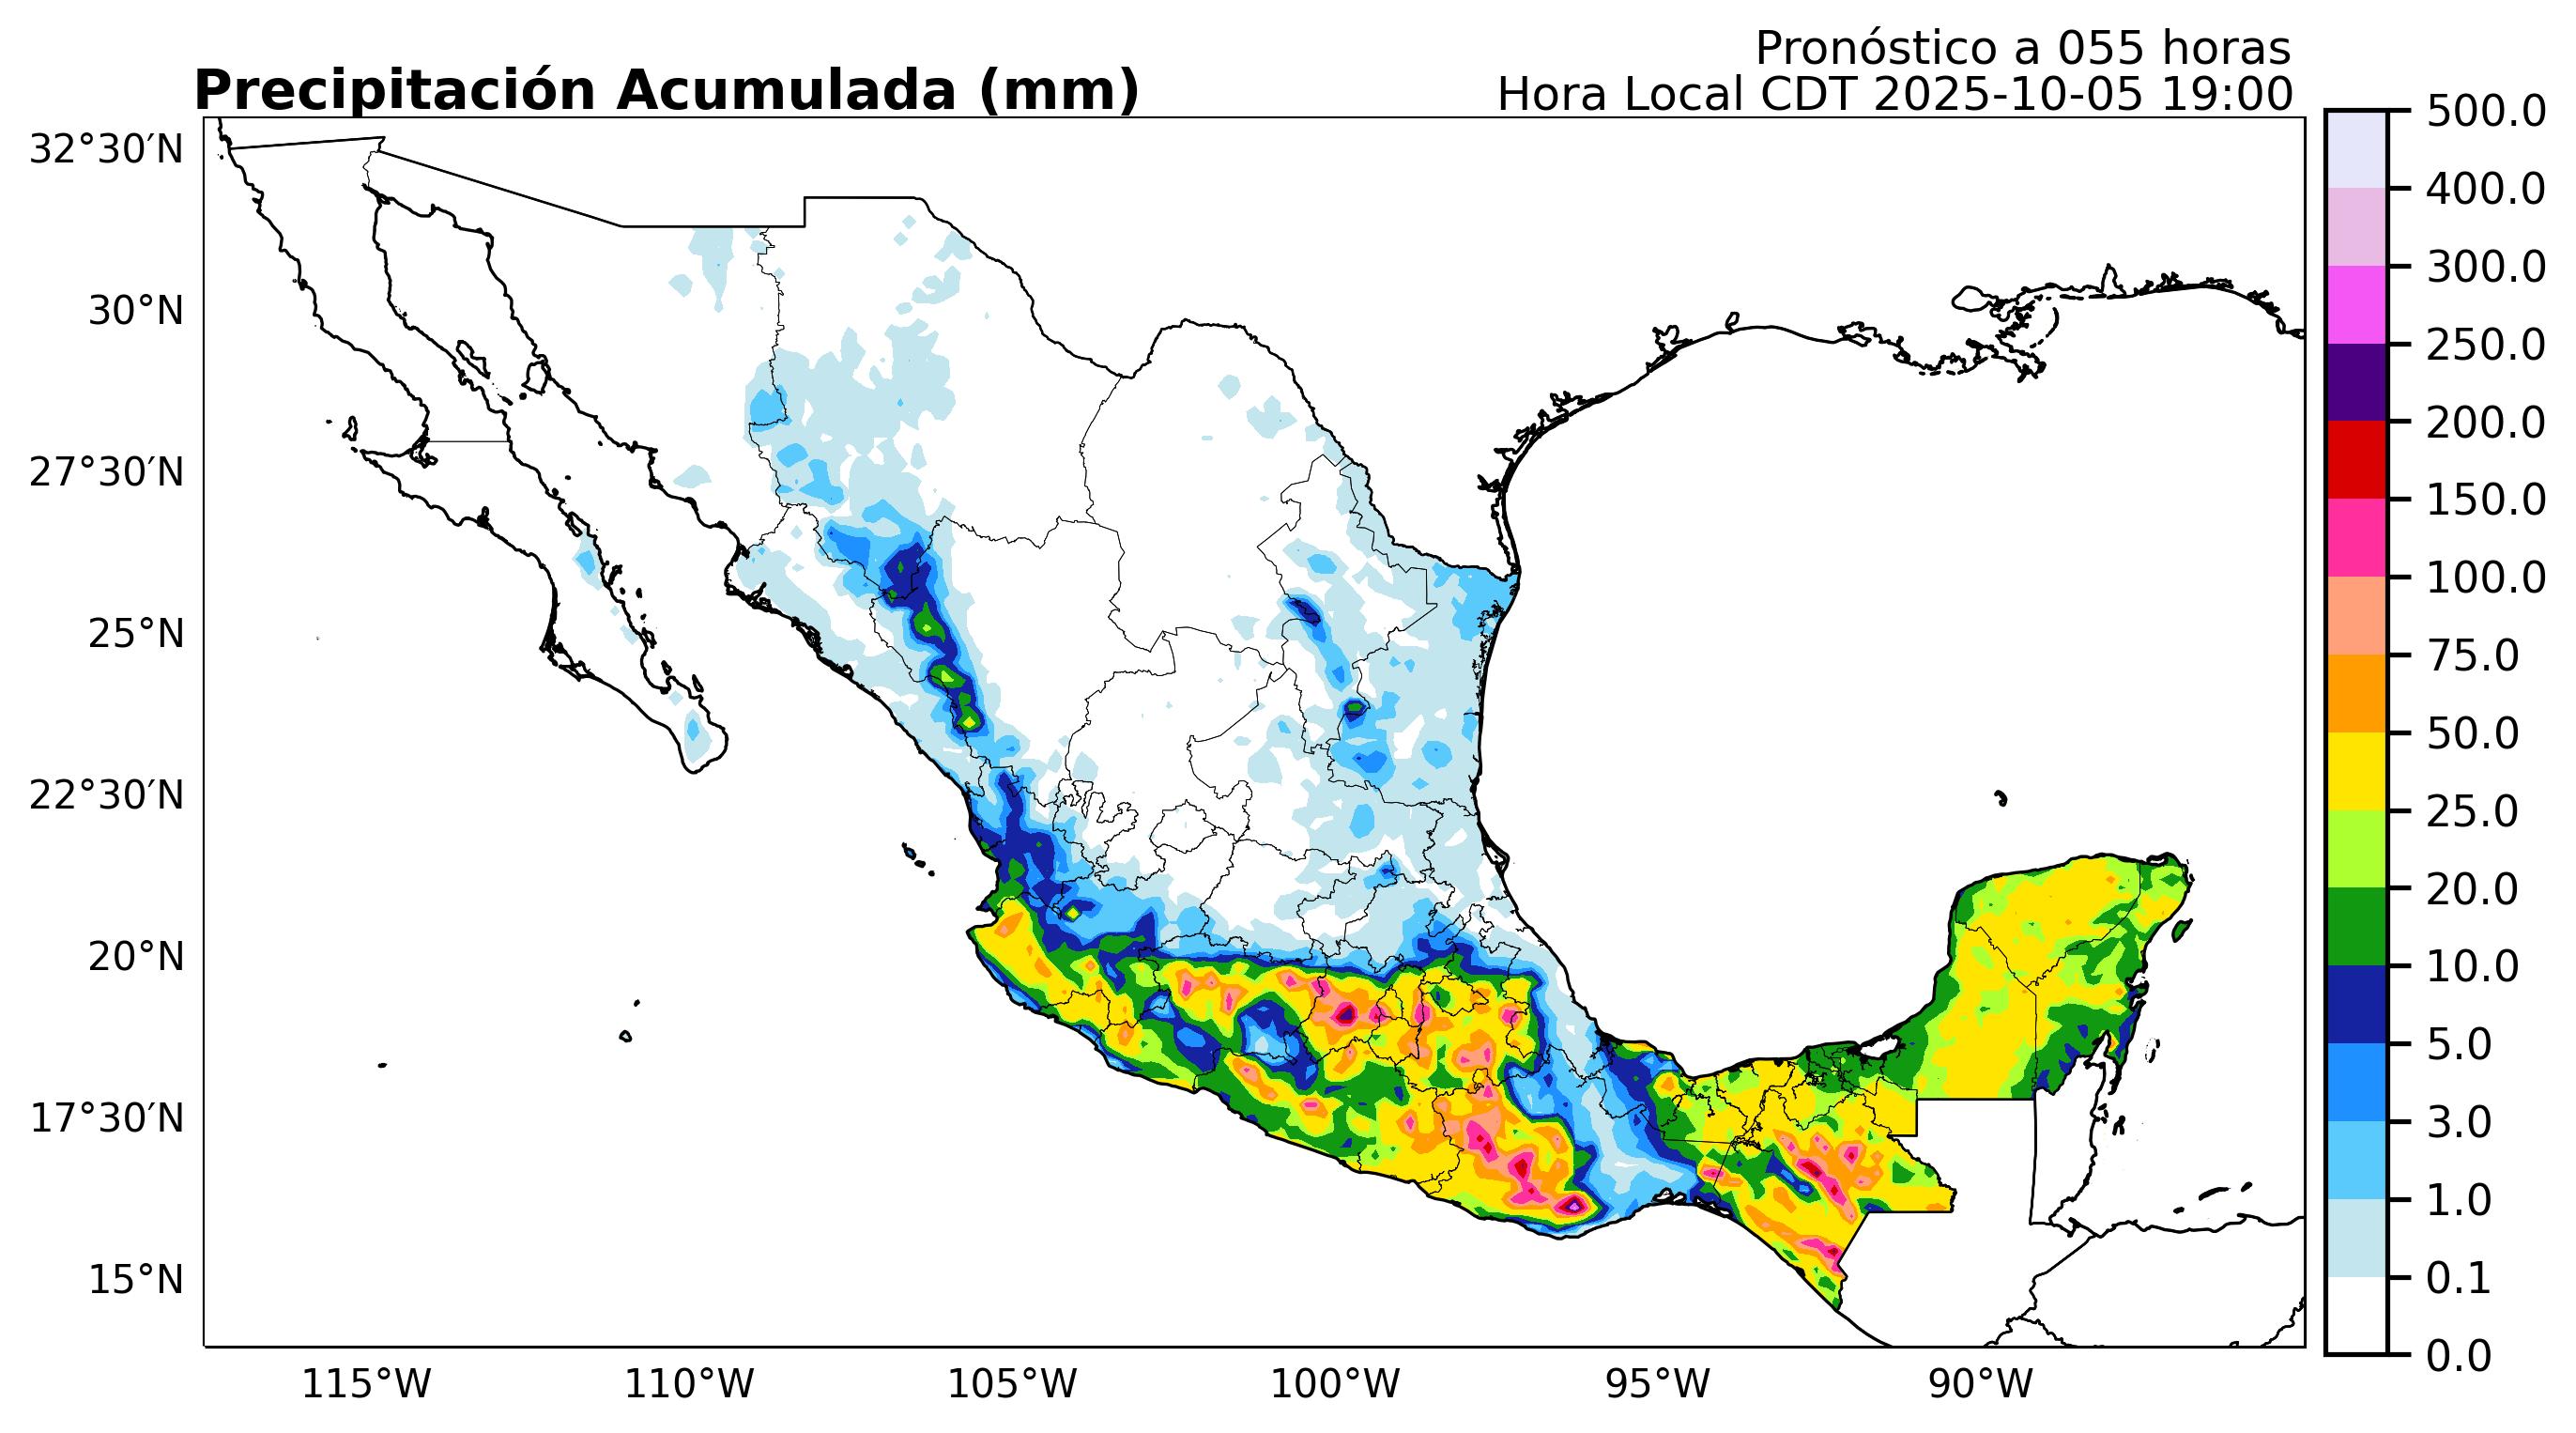 Pronóstico a 055 horas
Precipitación Acumulada (mm)
Hora Local CDT 2025-10-05 19:00
32°30′N
30°N
27°30′N
25°N
22°30′N
20°N
17°30′N
15°N
115°W
110°W
105°W
100°W
95°W
90°W
500.0
400.0
300.0
250.0
200.0
150.0
100.0
75.0
50.0
25.0
20.0
10.0
5.0
3.0
1.0
0.1
0.0